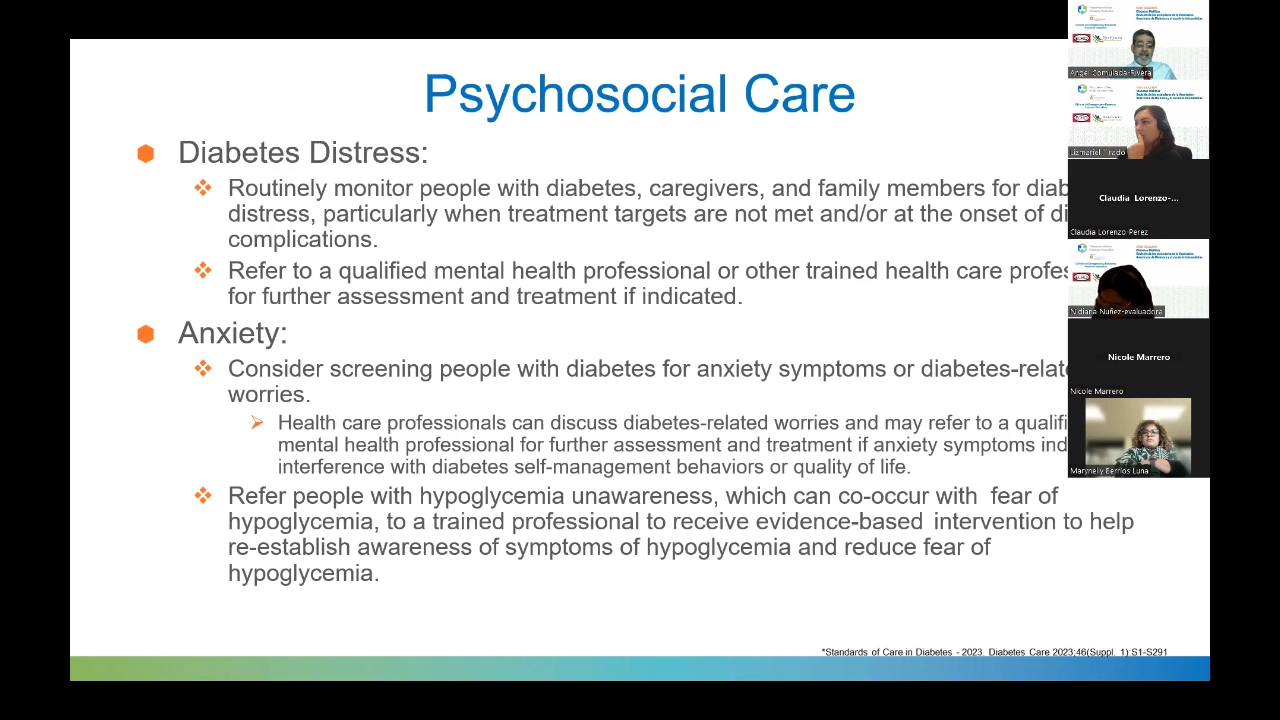 Psychosocial Care
Diabetes Distress:
Routinely monitor people with diabetes, caregivers, and family members for diab
distress, particularly when treatment targets are not met and/or at the onset of di
complications.
Refer to a qualified mental health professional or other trained health care profes
for further assessment and treatment if indicated.
Anxiety:
Consider screening people with diabetes for anxiety symptoms or diabetes-relate
worries.
Health care professionals can discuss diabetes-related worries and may refer to a qualifi
mental health professional for further assessment and treatment if anxiety symptoms ind
interference with diabetes self-management behaviors or quality of life.
Refer people with hypoglycemia unawareness, which can co-occur with fear of
hypoglycemia, to a trained professional to receive evidence-based intervention to help
re-establish awareness of symptoms of hypoglycemia and reduce fear of
hypoglycemia.
*Standards of Care in Diabetes - 2023. Diabetes Care 2023;46(Suppl. 1):S1-S291
Angel Comulada-Rivera
Lizmariel Tirado
Claudia Lorenzo-...
Claudia Lorenzo-Perez
Nidiana Nuñez-evaluadora
Nicole Marrero
Nicole Marrero
Marynelly Berrios Luna